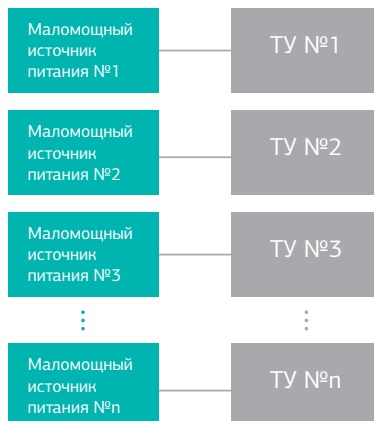 Маломощный
источник
питания №1
ТУ №1
Маломощный
источник
питания №2
ТУ №2
Маломощный
источник
питания №3
ТУ №3
Маломощный
источник
питания №n
ТУ №n